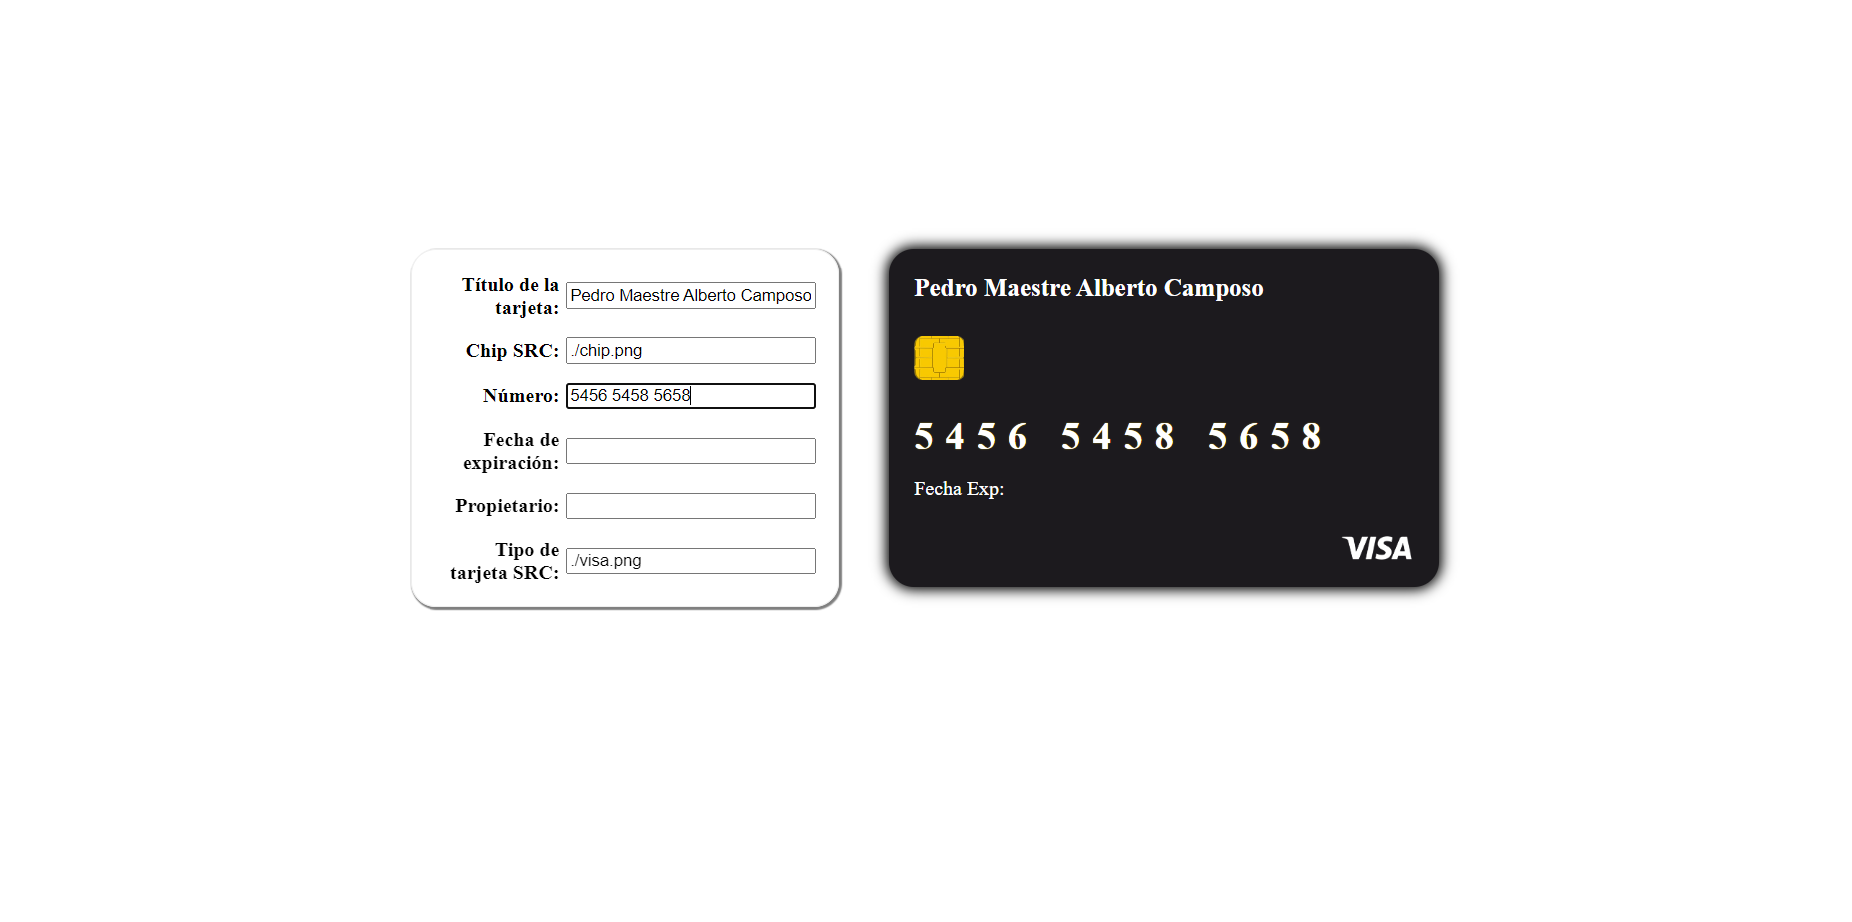 Título de la
tarjeta:
Pedro Maestre Alberto Camposo
Chip SRC:
./chip.png
Número:
5456 5458 5658
Fecha de
expiración:
Propietario:
Tipo de
tarjeta SRC:
./visa.png
Pedro Maestre Alberto Camposo
5456 5458 5658
Fecha Exp:
VISA